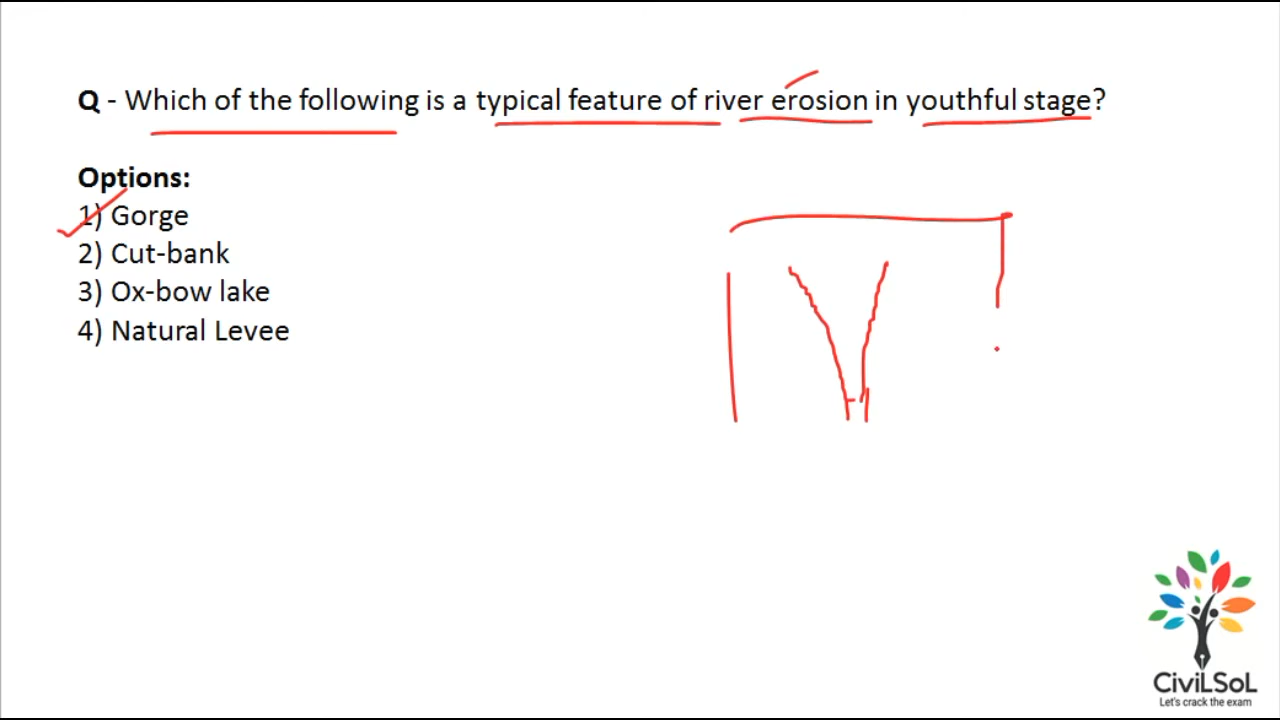 Q - Which of the following is a typical feature of river erosion in youthful stage?
Options:
1) Gorge
2) Cut-bank
3) Ox-bow lake
4) Natural Levee
CiviLSoL
Let's crack the exam